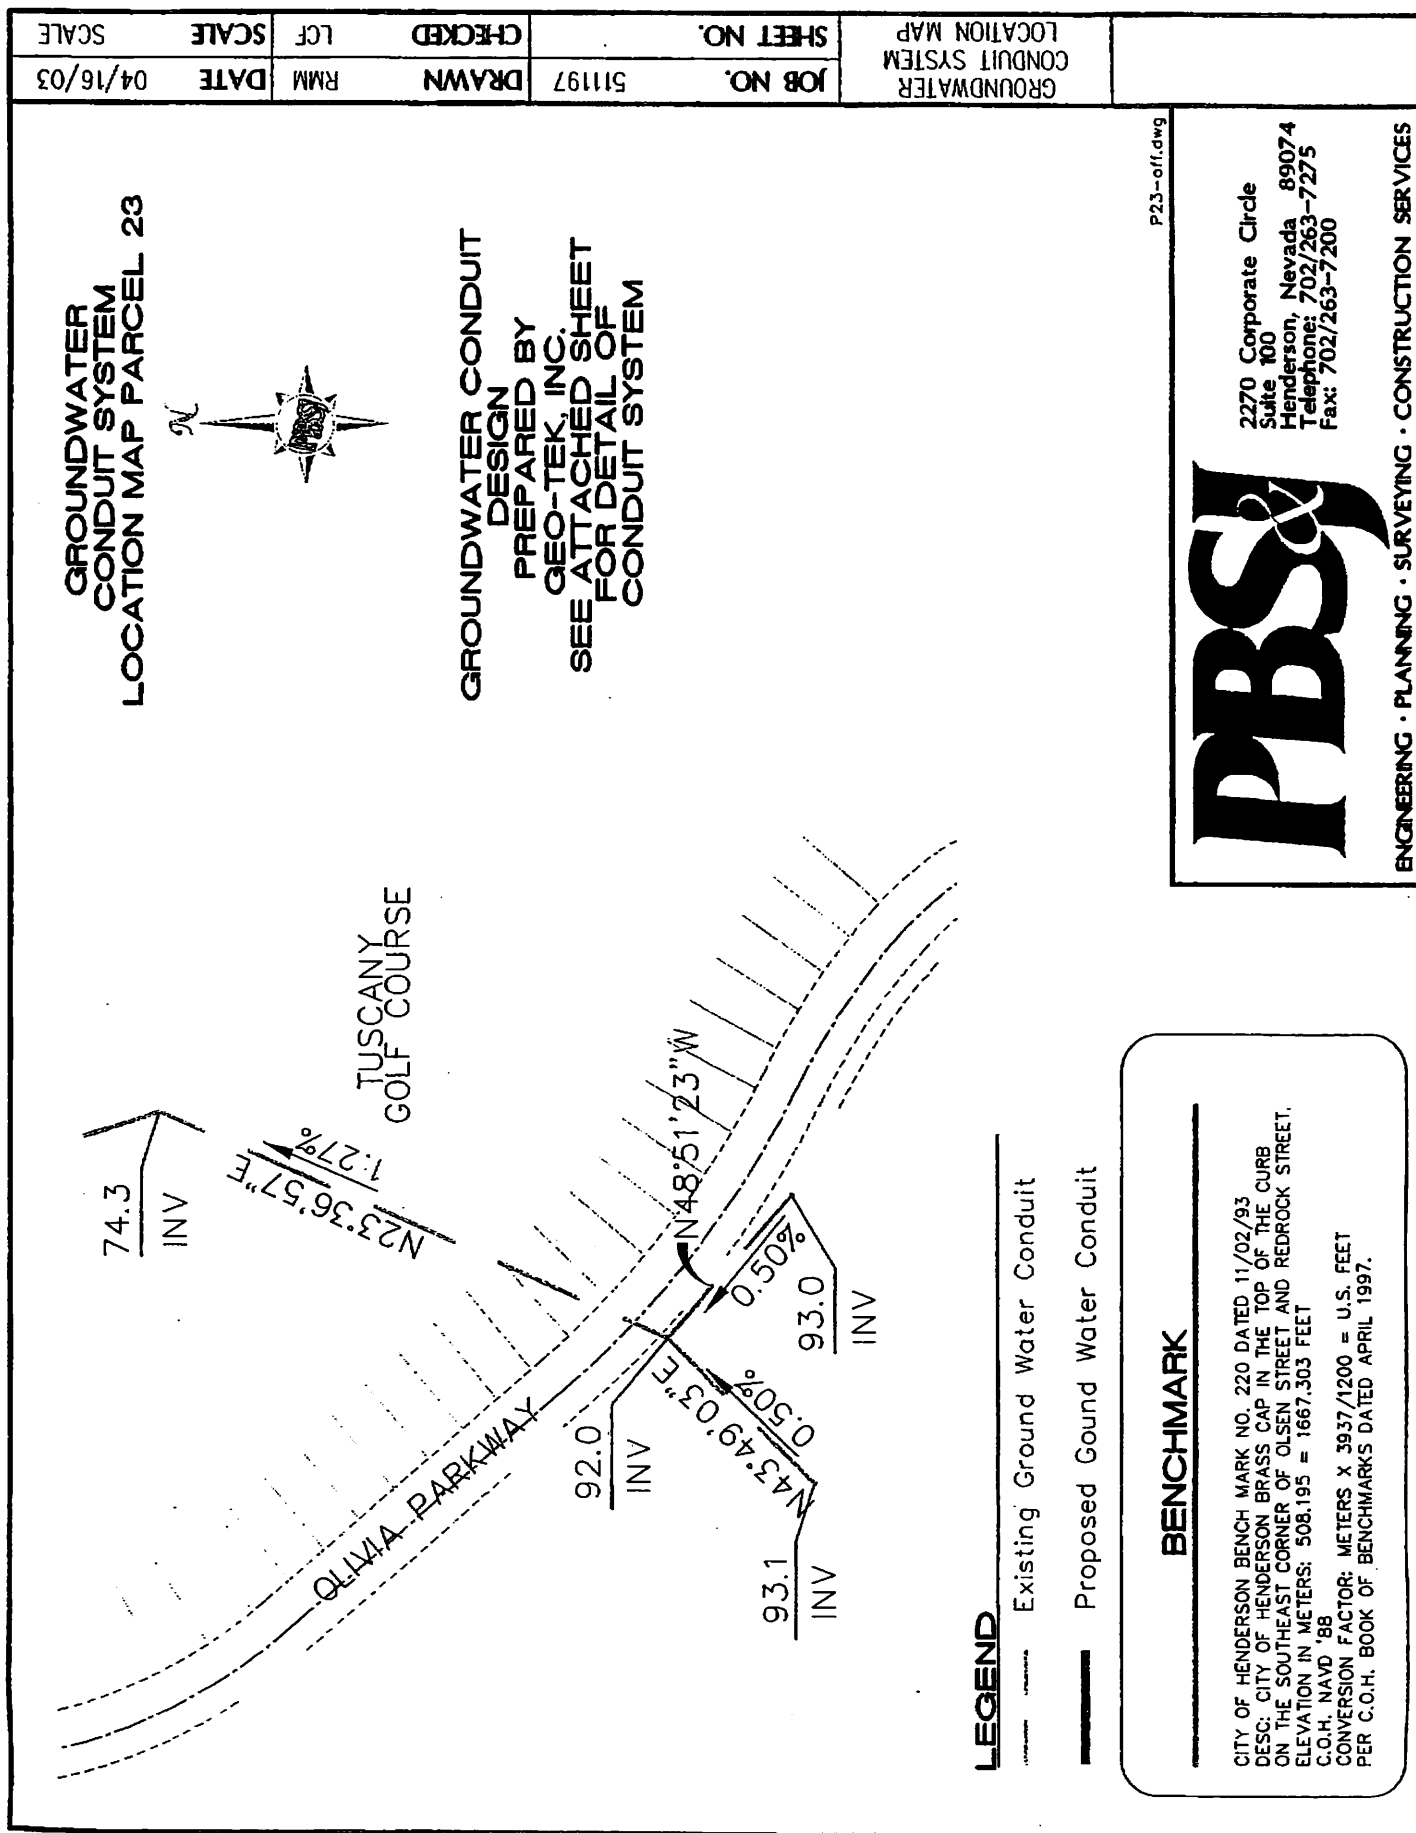 GROUNDWATER
CONDUIT SYSTEM
LOCATION MAP PARCEL 23
N
PBSJ
GROUNDWATER CONDUIT
DESIGN
PREPARED BY
GEO-TEK, INC.
SEE ATTACHED SHEET
FOR DETAIL OF
CONDUIT SYSTEM
74.3
INV
N23°36'57"E
1.27%
TUSCANY
GOLF COURSE
OLIVIA PARKWAY
N48°51'23"W
92.0
INV
N43°49'03"E
0.50%
0.50%
93.0
INV
93.1
INV
LEGEND
Existing Ground Water Conduit
Proposed Gound Water Conduit
BENCHMARK
CITY OF HENDERSON BENCH MARK NO. 220 DATED 11/02/93
DESC: CITY OF HENDERSON BRASS CAP IN THE TOP OF THE CURB
ON THE SOUTHEAST CORNER OF OLSEN STREET AND REDROCK STREET.
ELEVATION IN METERS: 508.195 = 1667.303 FEET
C.O.H. NAVD '88
CONVERSION FACTOR: METERS X 3937/1200 = U.S. FEET
PER C.O.H. BOOK OF BENCHMARKS DATED APRIL 1997.
P23-off.dwg
PBS&J
2270 Corporate Circle
Suite 100
Henderson, Nevada 89074
Telephone: 702/263-7275
Fax: 702/263-7200
ENGINEERING · PLANNING · SURVEYING · CONSTRUCTION SERVICES
GROUNDWATER
CONDUIT SYSTEM
LOCATION MAP
JOB NO. 511197
SHEET NO.
DRAWN RMM
CHECKED LCF
DATE 04/16/03
SCALE SCALE